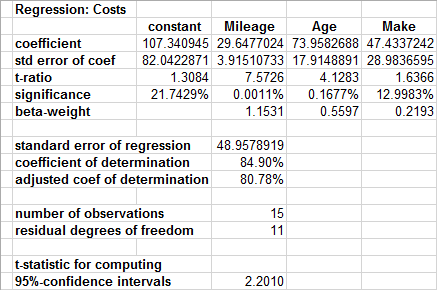 Regression: Costs
constant Mileage Age Make
coefficient 107.340945 29.6477024 73.9582688 47.4337242
std error of coef 82.0422871 3.91510733 17.9148891 28.9836595
t-ratio 1.3084 7.5726 4.1283 1.6366
significance 21.7429% 0.0011% 0.1677% 12.9983%
beta-weight 1.1531 0.5597 0.2193
standard error of regression 48.9578919
coefficient of determination 84.90%
adjusted coef of determination 80.78%
number of observations 15
residual degrees of freedom 11
t-statistic for computing
95%-confidence intervals 2.2010